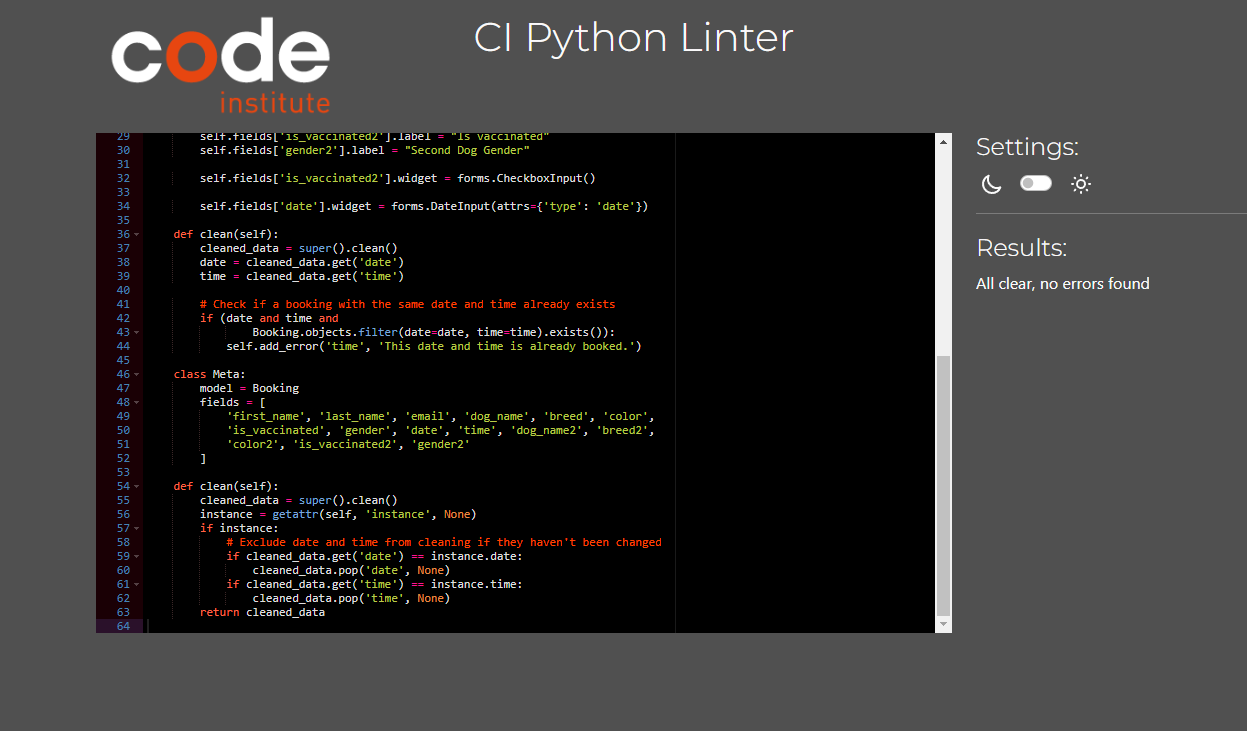 code
institute
CI Python Linter
29 self.fields['is_vaccinated2'].label = "Is vaccinated"
30 self.fields['gender2'].label = "Second Dog Gender"
31
32 self.fields['is_vaccinated2'].widget = forms.CheckboxInput()
33
34 self.fields['date'].widget = forms.DateInput(attrs={'type': 'date'})
35
36 def clean(self):
37 cleaned_data = super().clean()
38 date = cleaned_data.get('date')
39 time = cleaned_data.get('time')
40
41 # Check if a booking with the same date and time already exists
42 if (date and time and
43 Booking.objects.filter(date=date, time=time).exists()):
44 self.add_error('time', 'This date and time is already booked.')
45
46 class Meta:
47 model = Booking
48 fields = [
49 'first_name', 'last_name', 'email', 'dog_name', 'breed', 'color',
50 'is_vaccinated', 'gender', 'date', 'time', 'dog_name2', 'breed2',
51 'color2', 'is_vaccinated2', 'gender2'
52 ]
53
54 def clean(self):
55 cleaned_data = super().clean()
56 instance = getattr(self, 'instance', None)
57 if instance:
58 # Exclude date and time from cleaning if they haven't been changed
59 if cleaned_data.get('date') == instance.date:
60 cleaned_data.pop('date', None)
61 if cleaned_data.get('time') == instance.time:
62 cleaned_data.pop('time', None)
63 return cleaned_data
64
Settings:
Results:
All clear, no errors found